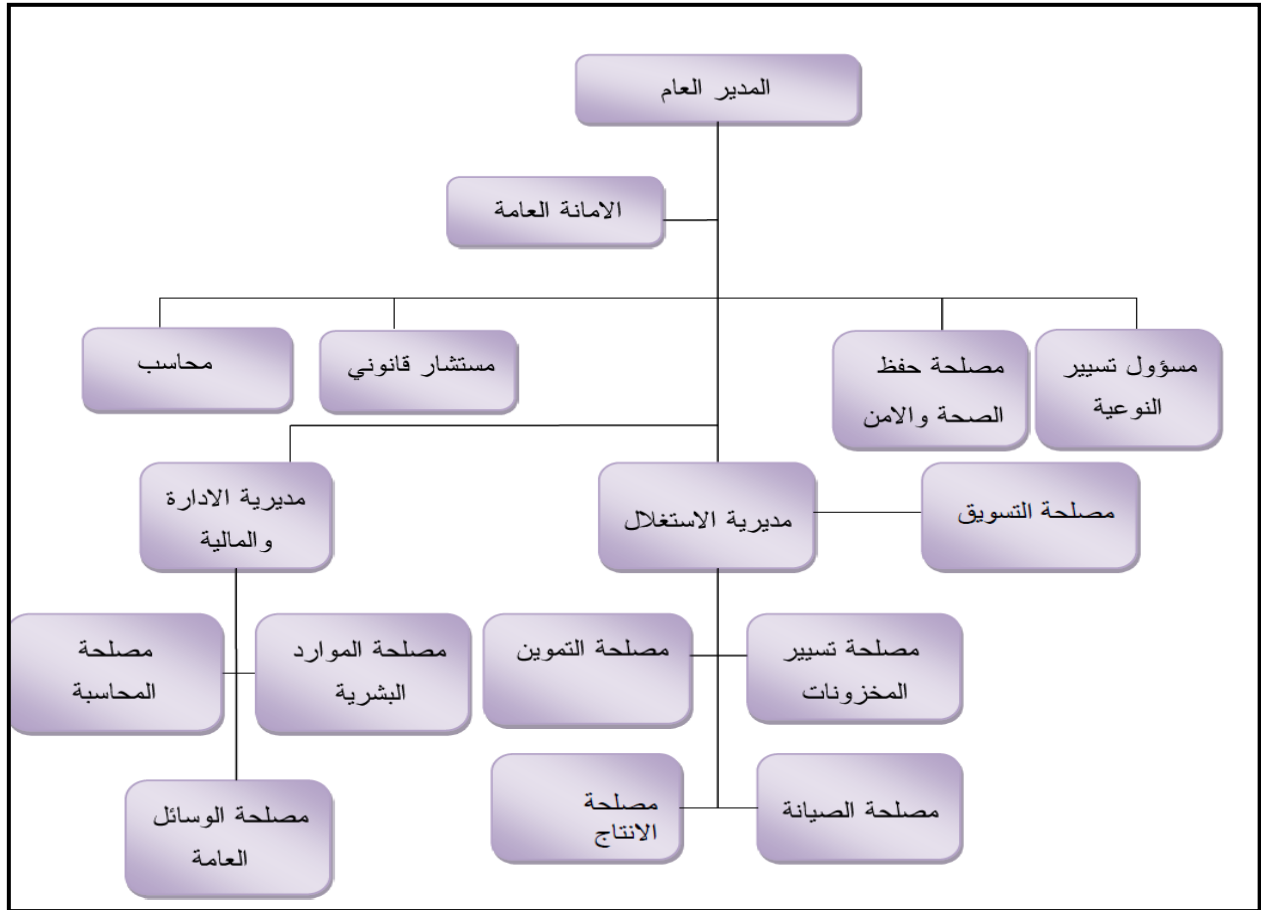 المدير العام
الامانة العامة
مسؤول تسيير
النوعية
مصلحة حفظ
الصحة والامن
مستشار قانوني
محاسب
مصلحة التسويق
مديرية الاستغلال
مديرية الادارة
والمالية
مصلحة تسيير
المخزونات
مصلحة التموين
مصلحة الموارد
البشرية
مصلحة
المحاسبة
مصلحة الصيانة
مصلحة
الانتاج
مصلحة الوسائل
العامة